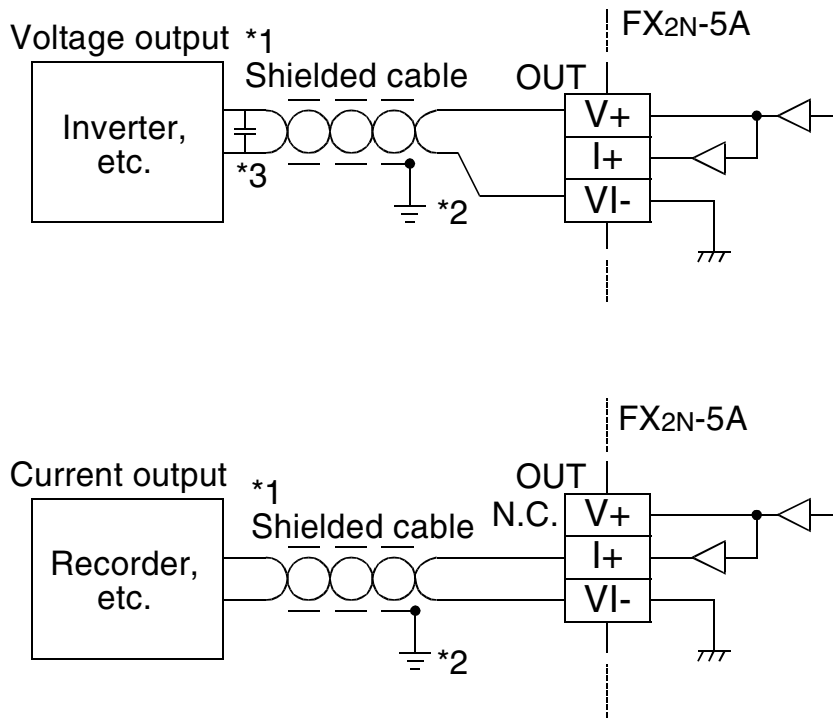 FX2N-5A
Voltage output *1
Shielded cable
OUT
Inverter,
etc.
*3
*2
V+
I+
VI-
FX2N-5A
Current output
*1
Shielded cable
OUT
N.C.
Recorder,
etc.
*2
V+
I+
VI-